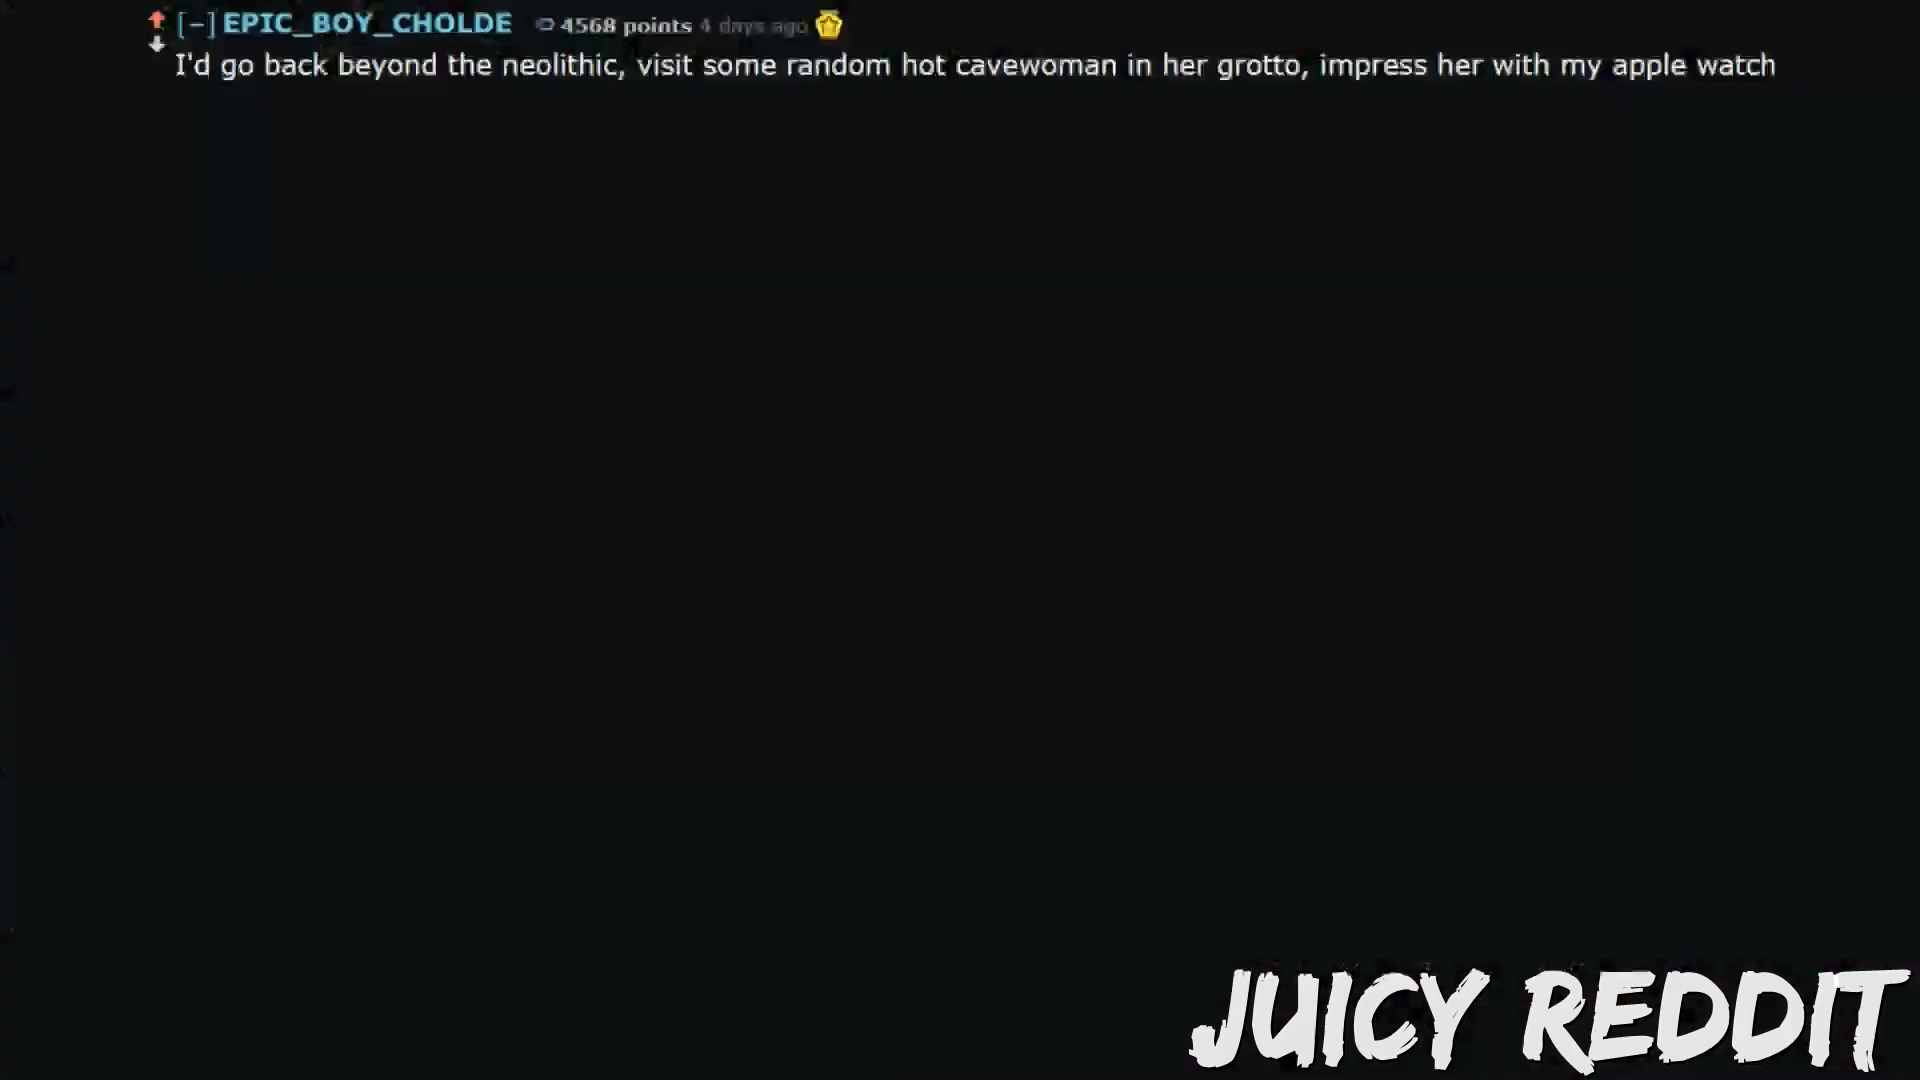 [–] EPIC_BOY_CHOLDE 4568 points 4 days ago
I'd go back beyond the neolithic, visit some random hot cavewoman in her grotto, impress her with my apple watch
JUICY REDDIT